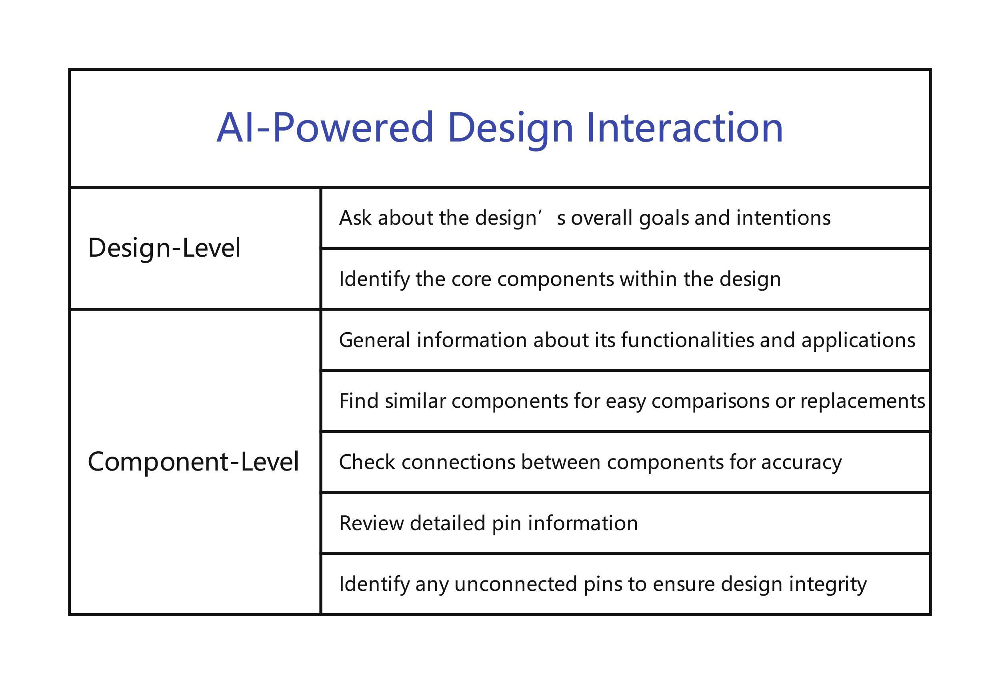 AI-Powered Design Interaction
Design-Level
Ask about the design’s overall goals and intentions
Identify the core components within the design
Component-Level
General information about its functionalities and applications
Find similar components for easy comparisons or replacements
Check connections between components for accuracy
Review detailed pin information
Identify any unconnected pins to ensure design integrity